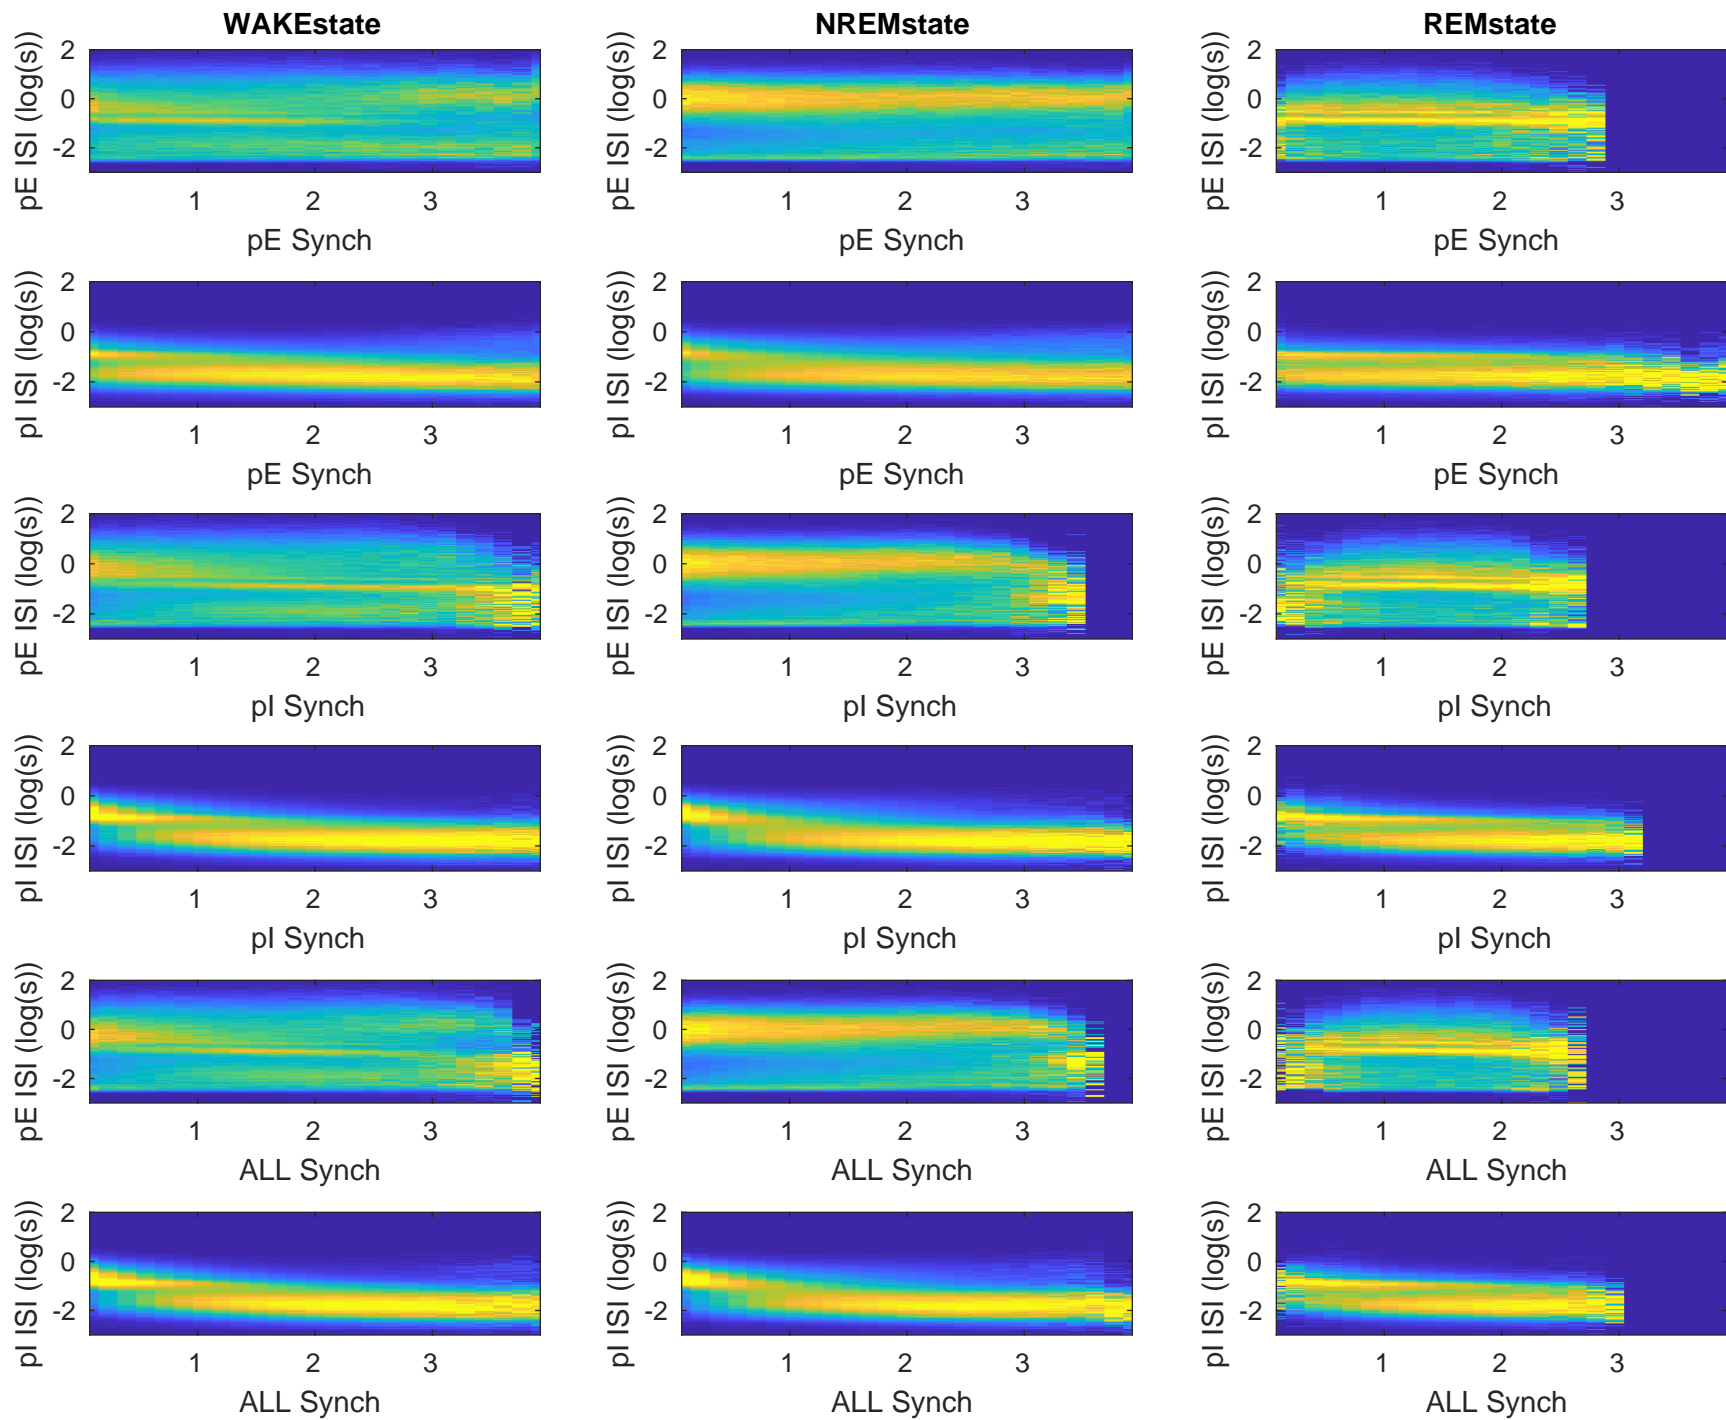 WAKEstate NREMstate REMstate
pE ISI (log(s)) 2 0 -2 pE ISI (log(s)) 2 0 -2 pE ISI (log(s)) 2 0 -2
1 2 3 1 2 3 1 2 3
pE Synch pE Synch pE Synch
pI ISI (log(s)) 2 0 -2 pI ISI (log(s)) 2 0 -2 pI ISI (log(s)) 2 0 -2
1 2 3 1 2 3 1 2 3
pE Synch pE Synch pE Synch
pE ISI (log(s)) 2 0 -2 pE ISI (log(s)) 2 0 -2 pE ISI (log(s)) 2 0 -2
1 2 3 1 2 3 1 2 3
pI Synch pI Synch pI Synch
pI ISI (log(s)) 2 0 -2 pI ISI (log(s)) 2 0 -2 pI ISI (log(s)) 2 0 -2
1 2 3 1 2 3 1 2 3
pI Synch pI Synch pI Synch
pE ISI (log(s)) 2 0 -2 pE ISI (log(s)) 2 0 -2 pE ISI (log(s)) 2 0 -2
1 2 3 1 2 3 1 2 3
ALL Synch ALL Synch ALL Synch
pI ISI (log(s)) 2 0 -2 pI ISI (log(s)) 2 0 -2 pI ISI (log(s)) 2 0 -2
1 2 3 1 2 3 1 2 3
ALL Synch ALL Synch ALL Synch